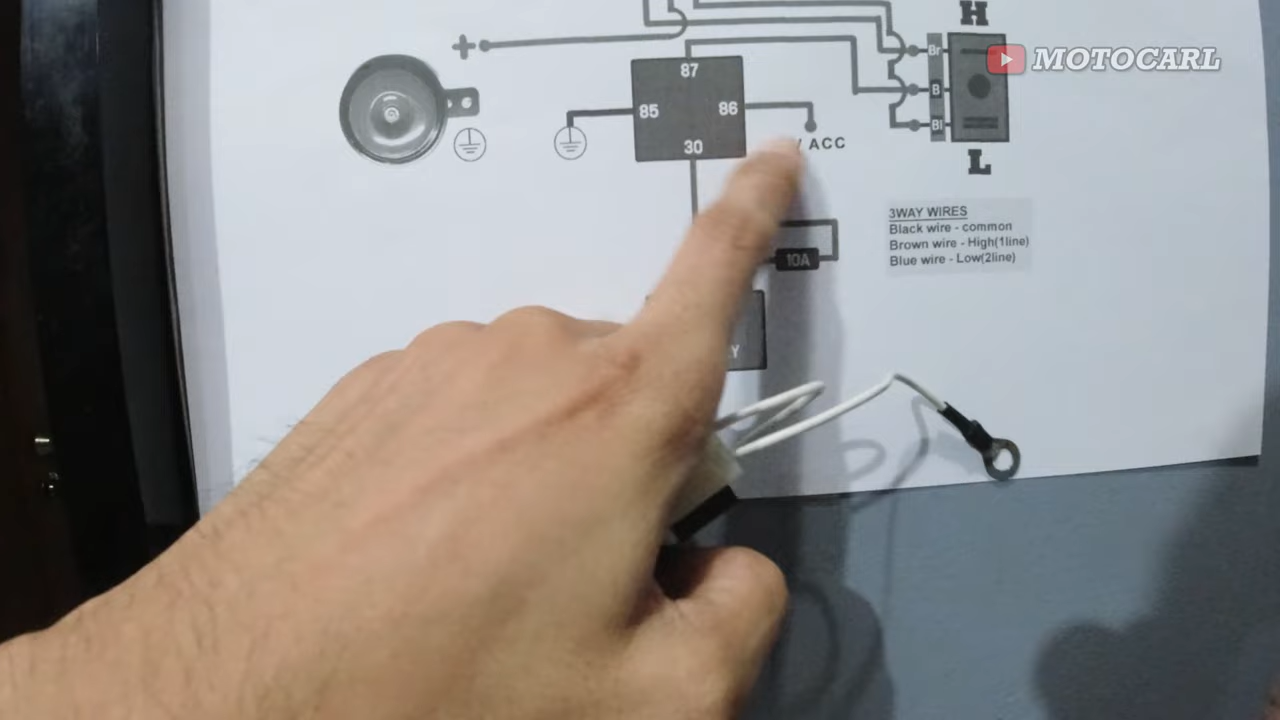 H
MOTOCARL
+
87
Br
85
86
B
ACC
Bl
30
L
3WAY WIRES
Black wire - common
Brown wire - High(1line)
Blue wire - Low(2line)
10A